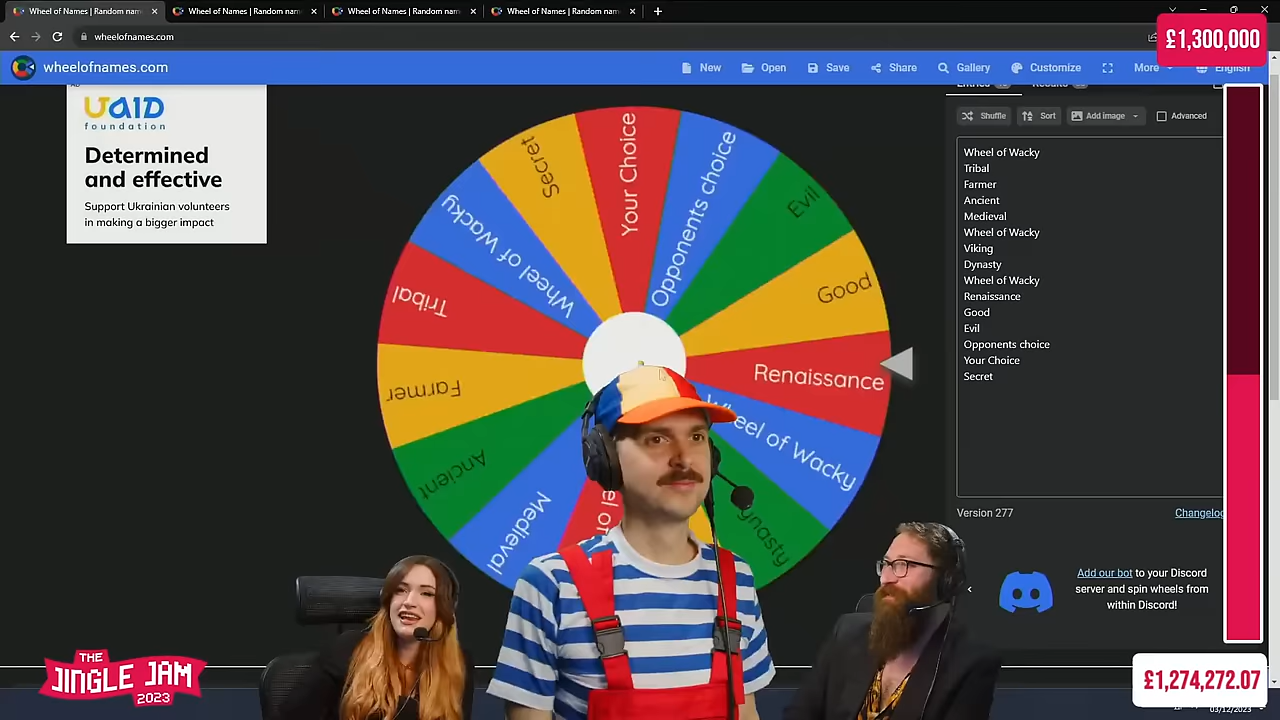 Wheel of Names | Random nam
Wheel of Names | Random nam
Wheel of Names | Random nam
Wheel of Names | Random nam
wheelofnames.com
£1,300,000
wheelofnames.com
New
Open
Save
Share
Gallery
Customize
More
English
UAID
foundation
Determined
and effective
Support Ukrainian volunteers
in making a bigger impact
Shuffle
Sort
Add image
Advanced
Wheel of Wacky
Tribal
Farmer
Ancient
Medieval
Wheel of Wacky
Viking
Dynasty
Wheel of Wacky
Renaissance
Good
Evil
Opponents choice
Your Choice
Secret
Secret
Your Choice
Opponents choice
Evil
Good
Renaissance
Wheel of Wacky
ynasty
el of
Medieval
Ancient
Farmer
Tribal
Wheel of Wacky
Version 277
Changelog
Add our bot to your Discord
server and spin wheels from
within Discord!
THE
JINGLE JAM
2023
£1,274,272.07
03/12/2023